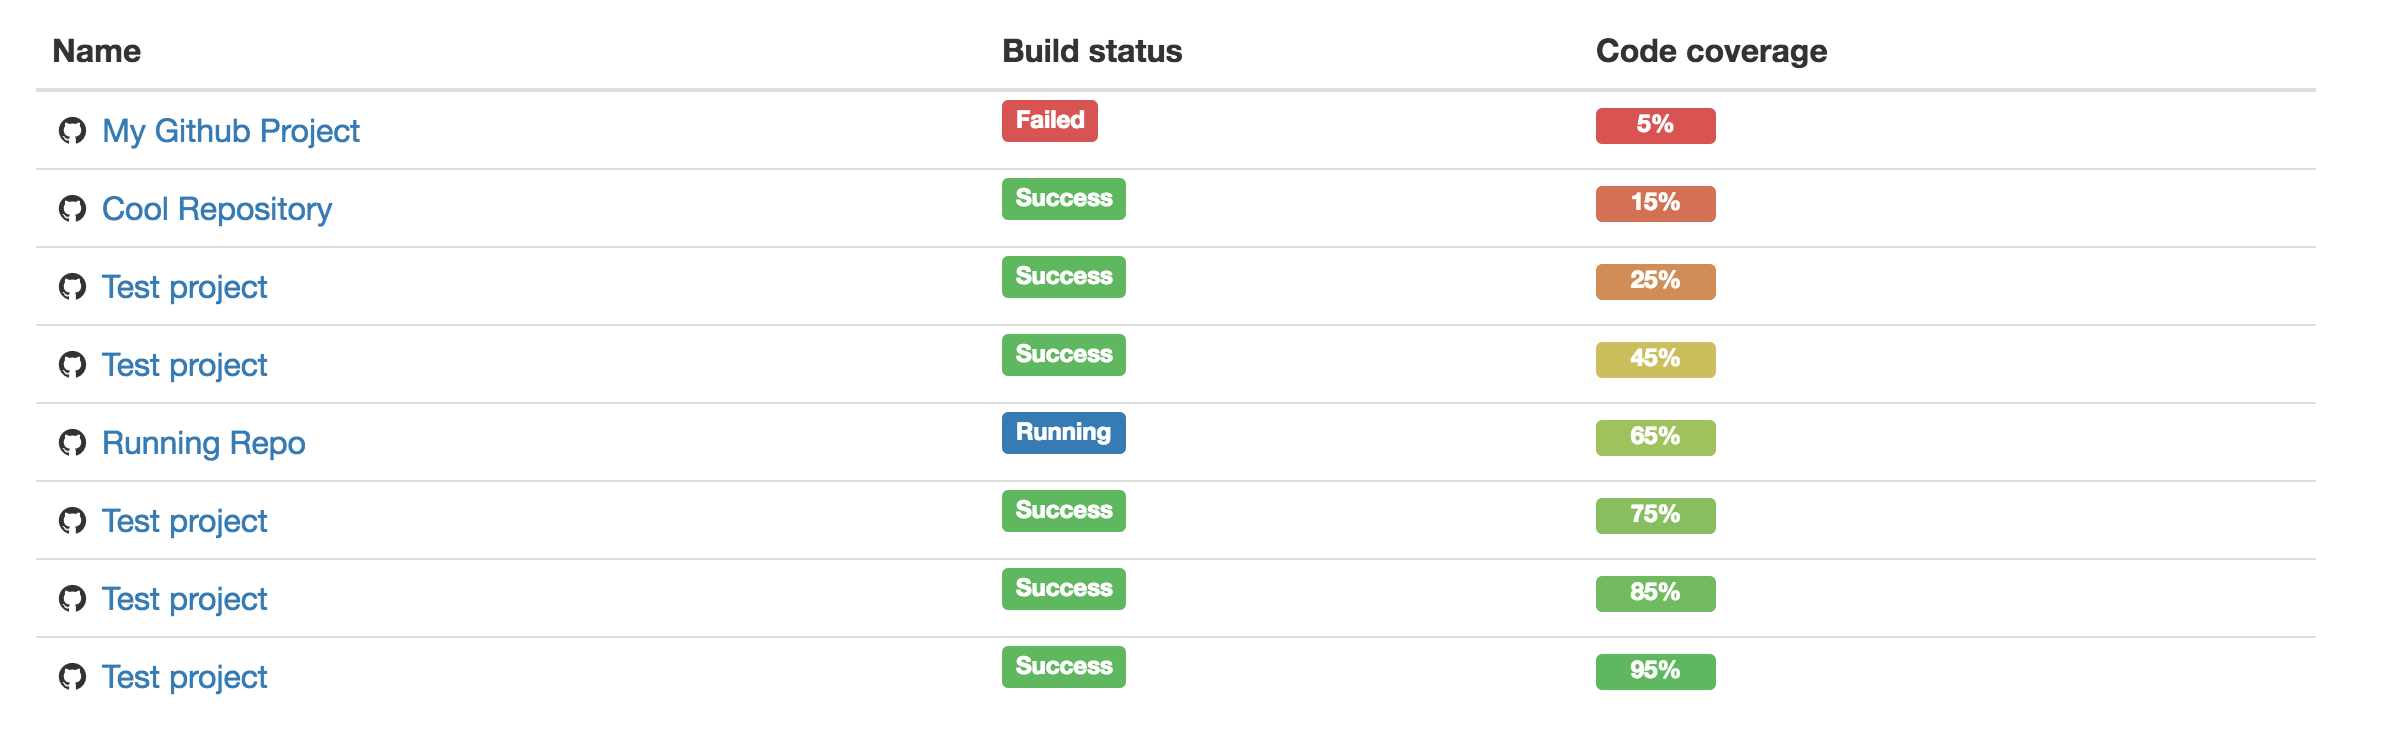 Name Build status Code coverage
My Github Project Failed 5%
Cool Repository Success 15%
Test project Success 25%
Test project Success 45%
Running Repo Running 65%
Test project Success 75%
Test project Success 85%
Test project Success 95%